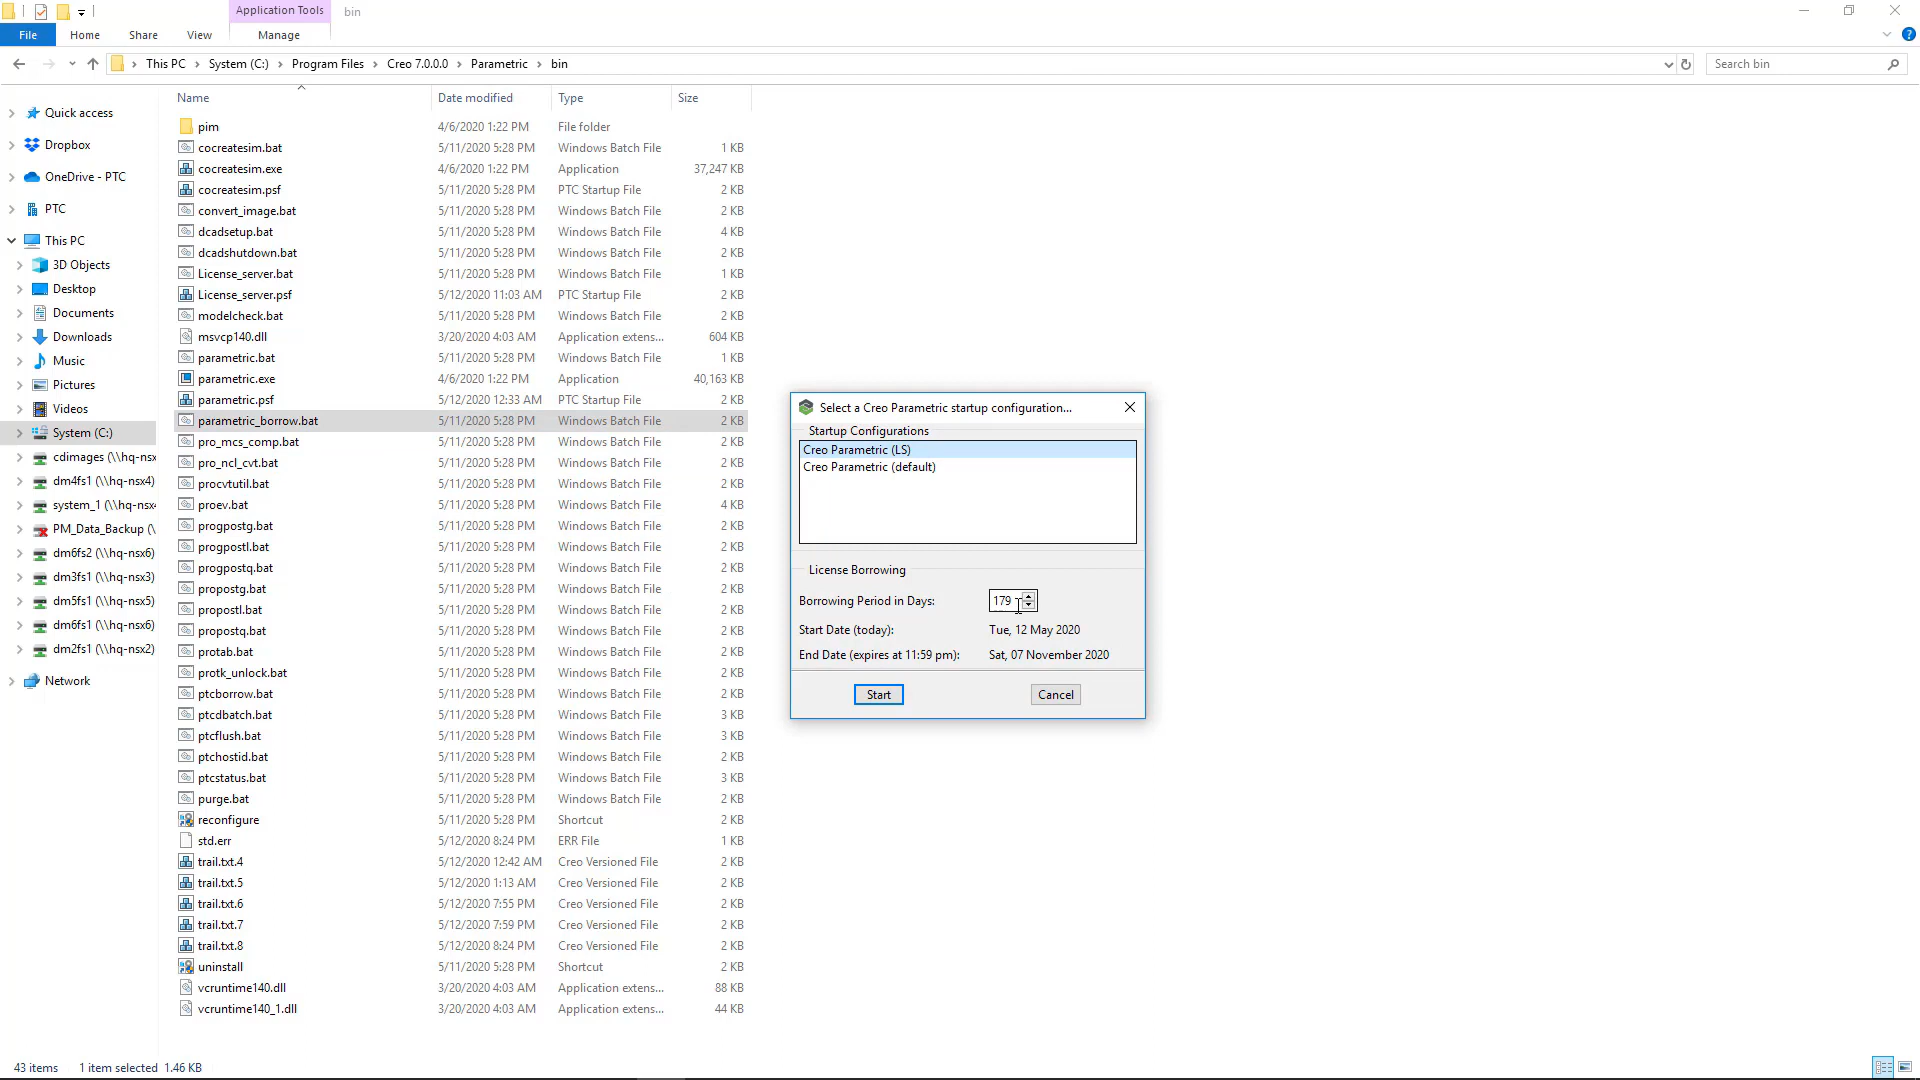 Application Tools
bin
File
Home
Share
View
Manage
This PC
System (C:)
Program Files
Creo 7.0.0.0
Parametric
bin
Search bin
Name
Date modified
Type
Size
Quick access
Dropbox
OneDrive - PTC
PTC
This PC
3D Objects
Desktop
Documents
Downloads
Music
Pictures
Videos
System (C:)
cdimages (\\hq-nsx
dm4fs1 (\\hq-nsx4)
system_1 (\\hq-nsx4
PM_Data_Backup (\
dm6fs2 (\\hq-nsx6)
dm3fs1 (\\hq-nsx3)
dm5fs1 (\\hq-nsx5)
dm6fs1 (\\hq-nsx6)
dm2fs1 (\\hq-nsx2)
Network
pim 4/6/2020 1:22 PM File folder
cocreatesim.bat 5/11/2020 5:28 PM Windows Batch File 1 KB
cocreatesim.exe 4/6/2020 1:22 PM Application 37,247 KB
cocreatesim.psf 5/11/2020 5:28 PM PTC Startup File 2 KB
convert_image.bat 5/11/2020 5:28 PM Windows Batch File 2 KB
dcadsetup.bat 5/11/2020 5:28 PM Windows Batch File 4 KB
dcadshutdown.bat 5/11/2020 5:28 PM Windows Batch File 2 KB
License_server.bat 5/11/2020 5:28 PM Windows Batch File 1 KB
License_server.psf 5/12/2020 11:03 AM PTC Startup File 2 KB
modelcheck.bat 5/11/2020 5:28 PM Windows Batch File 2 KB
msvcp140.dll 3/20/2020 4:03 AM Application extens... 604 KB
parametric.bat 5/11/2020 5:28 PM Windows Batch File 1 KB
parametric.exe 4/6/2020 1:22 PM Application 40,163 KB
parametric.psf 5/12/2020 12:33 AM PTC Startup File 2 KB
parametric_borrow.bat 5/11/2020 5:28 PM Windows Batch File 2 KB
pro_mcs_comp.bat 5/11/2020 5:28 PM Windows Batch File 2 KB
pro_ncl_cvt.bat 5/11/2020 5:28 PM Windows Batch File 2 KB
procvtutil.bat 5/11/2020 5:28 PM Windows Batch File 2 KB
proev.bat 5/11/2020 5:28 PM Windows Batch File 4 KB
progpostg.bat 5/11/2020 5:28 PM Windows Batch File 2 KB
progpostl.bat 5/11/2020 5:28 PM Windows Batch File 2 KB
progpostq.bat 5/11/2020 5:28 PM Windows Batch File 2 KB
propostg.bat 5/11/2020 5:28 PM Windows Batch File 2 KB
propostl.bat 5/11/2020 5:28 PM Windows Batch File 2 KB
propostq.bat 5/11/2020 5:28 PM Windows Batch File 2 KB
protab.bat 5/11/2020 5:28 PM Windows Batch File 2 KB
protk_unlock.bat 5/11/2020 5:28 PM Windows Batch File 2 KB
ptcborrow.bat 5/11/2020 5:28 PM Windows Batch File 2 KB
ptcdbatch.bat 5/11/2020 5:28 PM Windows Batch File 3 KB
ptcflush.bat 5/11/2020 5:28 PM Windows Batch File 3 KB
ptchostid.bat 5/11/2020 5:28 PM Windows Batch File 2 KB
ptcstatus.bat 5/11/2020 5:28 PM Windows Batch File 3 KB
purge.bat 5/11/2020 5:28 PM Windows Batch File 2 KB
reconfigure 5/11/2020 5:28 PM Shortcut 2 KB
std.err 5/12/2020 8:24 PM ERR File 1 KB
trail.txt.4 5/12/2020 12:42 AM Creo Versioned File 2 KB
trail.txt.5 5/12/2020 1:13 AM Creo Versioned File 2 KB
trail.txt.6 5/12/2020 7:55 PM Creo Versioned File 2 KB
trail.txt.7 5/12/2020 7:59 PM Creo Versioned File 2 KB
trail.txt.8 5/12/2020 8:24 PM Creo Versioned File 2 KB
uninstall 5/11/2020 5:28 PM Shortcut 2 KB
vcruntime140.dll 3/20/2020 4:03 AM Application extens... 88 KB
vcruntime140_1.dll 3/20/2020 4:03 AM Application extens... 44 KB
Select a Creo Parametric startup configuration...
Startup Configurations
Creo Parametric (LS)
Creo Parametric (default)
License Borrowing
Borrowing Period in Days: 179
Start Date (today): Tue, 12 May 2020
End Date (expires at 11:59 pm): Sat, 07 November 2020
Start
Cancel
43 items
1 item selected 1.46 KB